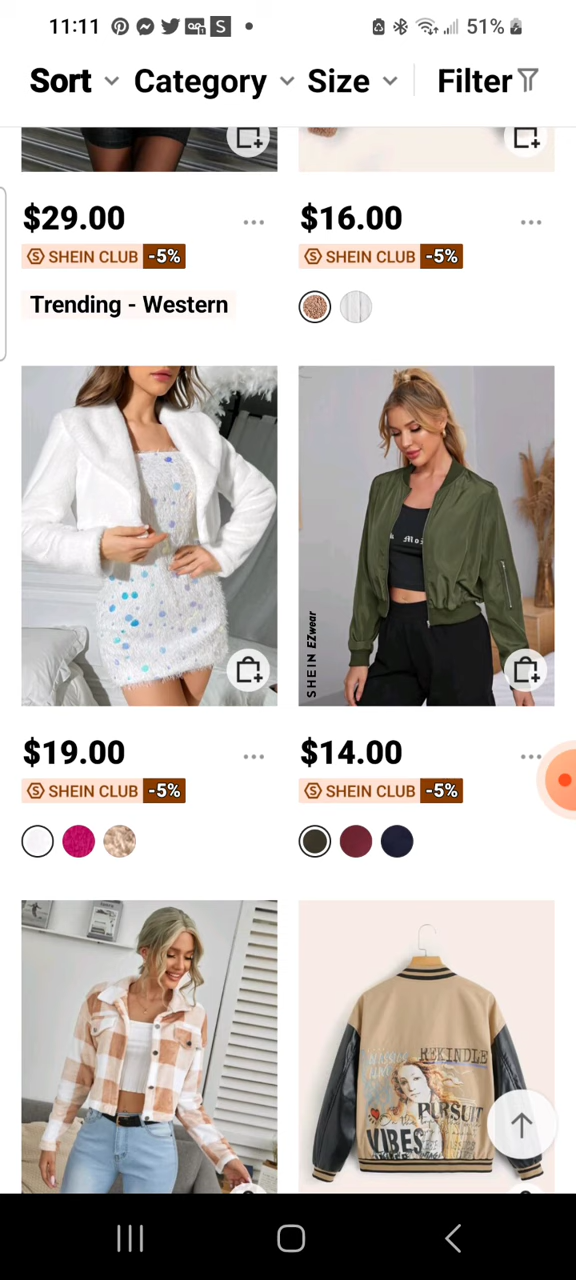 11:11
51%
Sort Category Size Filter
$29.00 ... $16.00 ...
S SHEIN CLUB -5% S SHEIN CLUB -5%
Trending - Western
SHEIN EZwear
$19.00 ... $14.00 ...
S SHEIN CLUB -5% S SHEIN CLUB -5%
REKINDLE
PURSUIT
VIBES